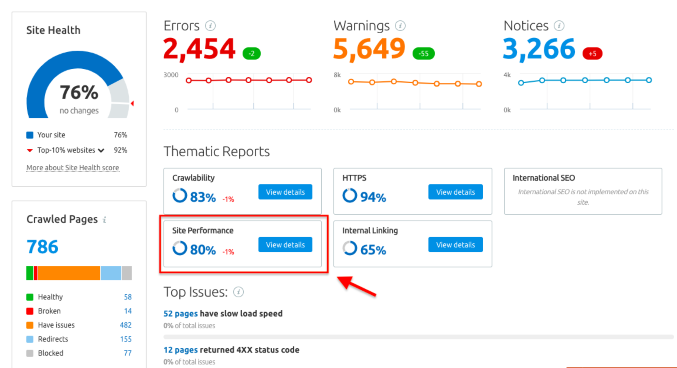 Site Health
76%
no changes
Your site 76%
Top-10% websites 92%
More about Site Health score
Errors i
2,454 -2
3000
0
Warnings i
5,649 -55
8k
0k
Notices i
3,266 +5
4k
0k
Thematic Reports
Crawlability
83% -1% View details
HTTPS
94% View details
International SEO
International SEO is not implemented on this
site.
Site Performance
80% -1% View details
Internal Linking
65% View details
Crawled Pages i
786
Healthy 58
Broken 14
Have issues 482
Redirects 155
Blocked 77
Top Issues: i
52 pages have slow load speed
0% of total issues
12 pages returned 4XX status code
0% of total issues